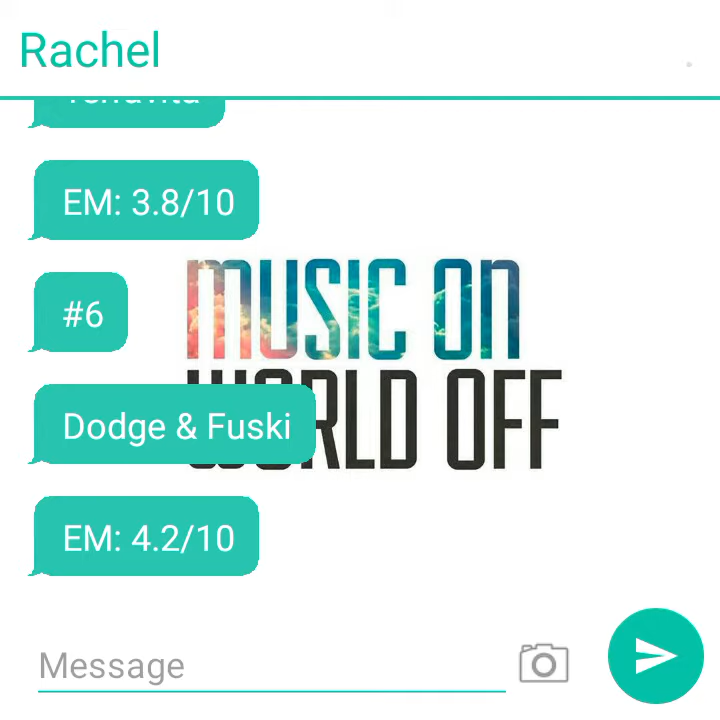 Rachel
EM: 3.8/10
#6
MUSIC ON
WORLD OFF
Dodge & Fuski
EM: 4.2/10
Message